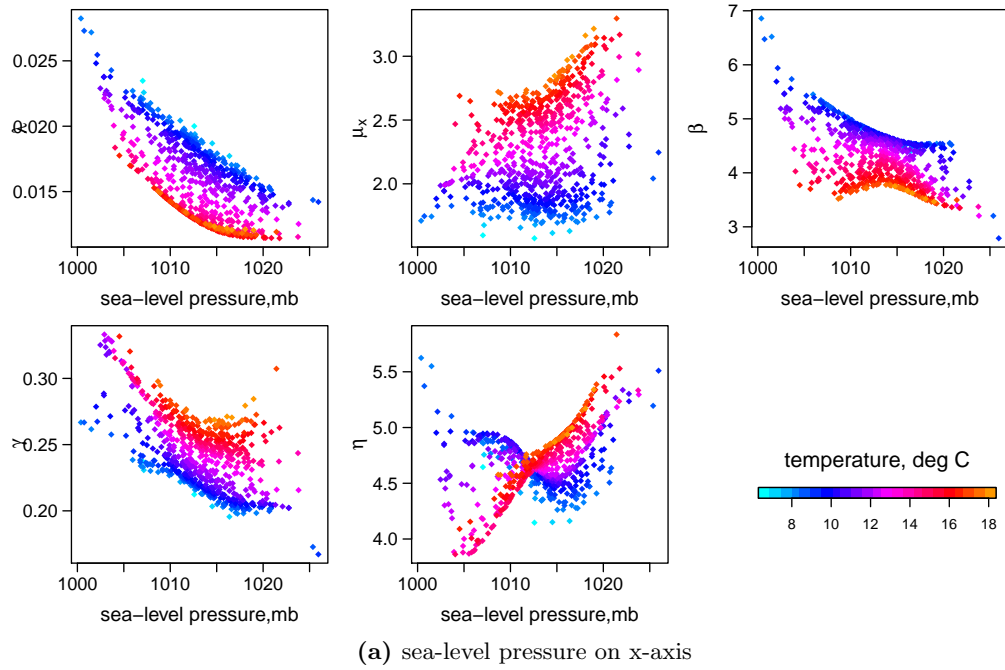 0.015 0.020 0.025
κ
1000 1010 1020
sea−level pressure,mb
2.0 2.5 3.0
μx
1000 1010 1020
sea−level pressure,mb
3 4 5 6 7
β
1000 1010 1020
sea−level pressure,mb
0.20 0.25 0.30
γ
1000 1010 1020
sea−level pressure,mb
4.0 4.5 5.0 5.5
η
1000 1010 1020
sea−level pressure,mb
temperature, deg C
8 10 12 14 16 18
(a) sea-level pressure on x-axis